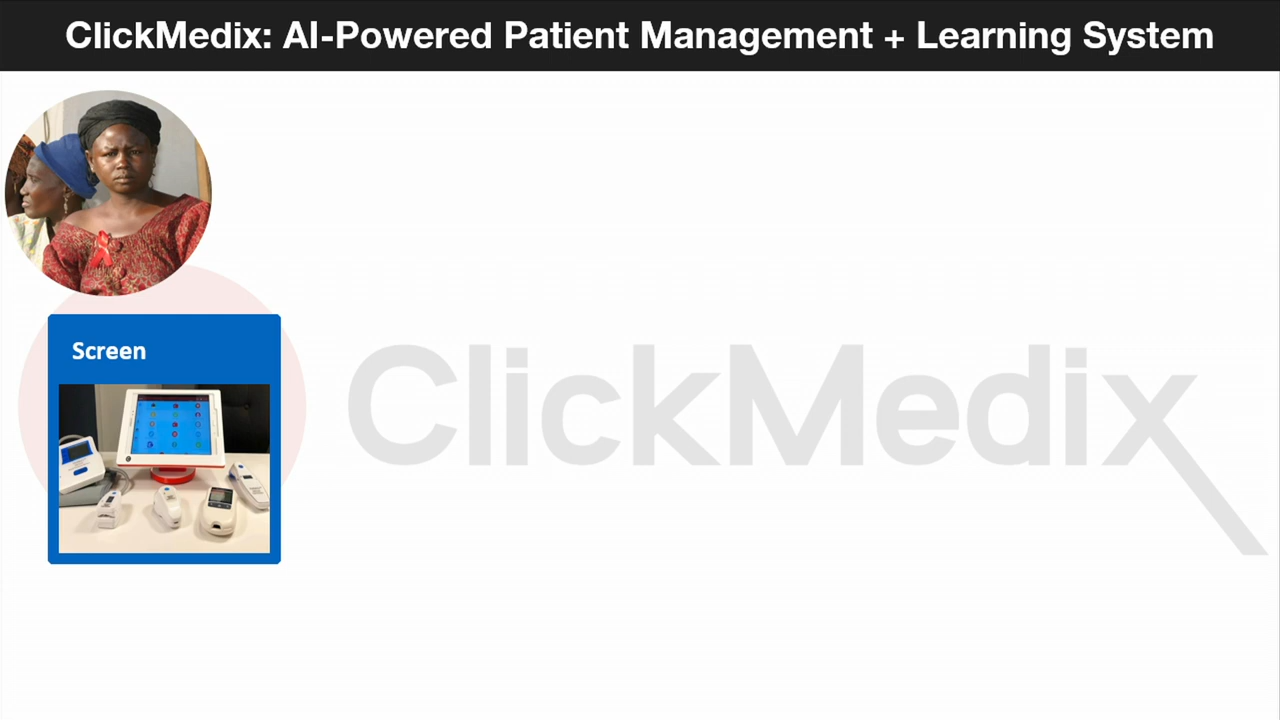 ClickMedix: AI-Powered Patient Management + Learning System
Screen
ClickMedix